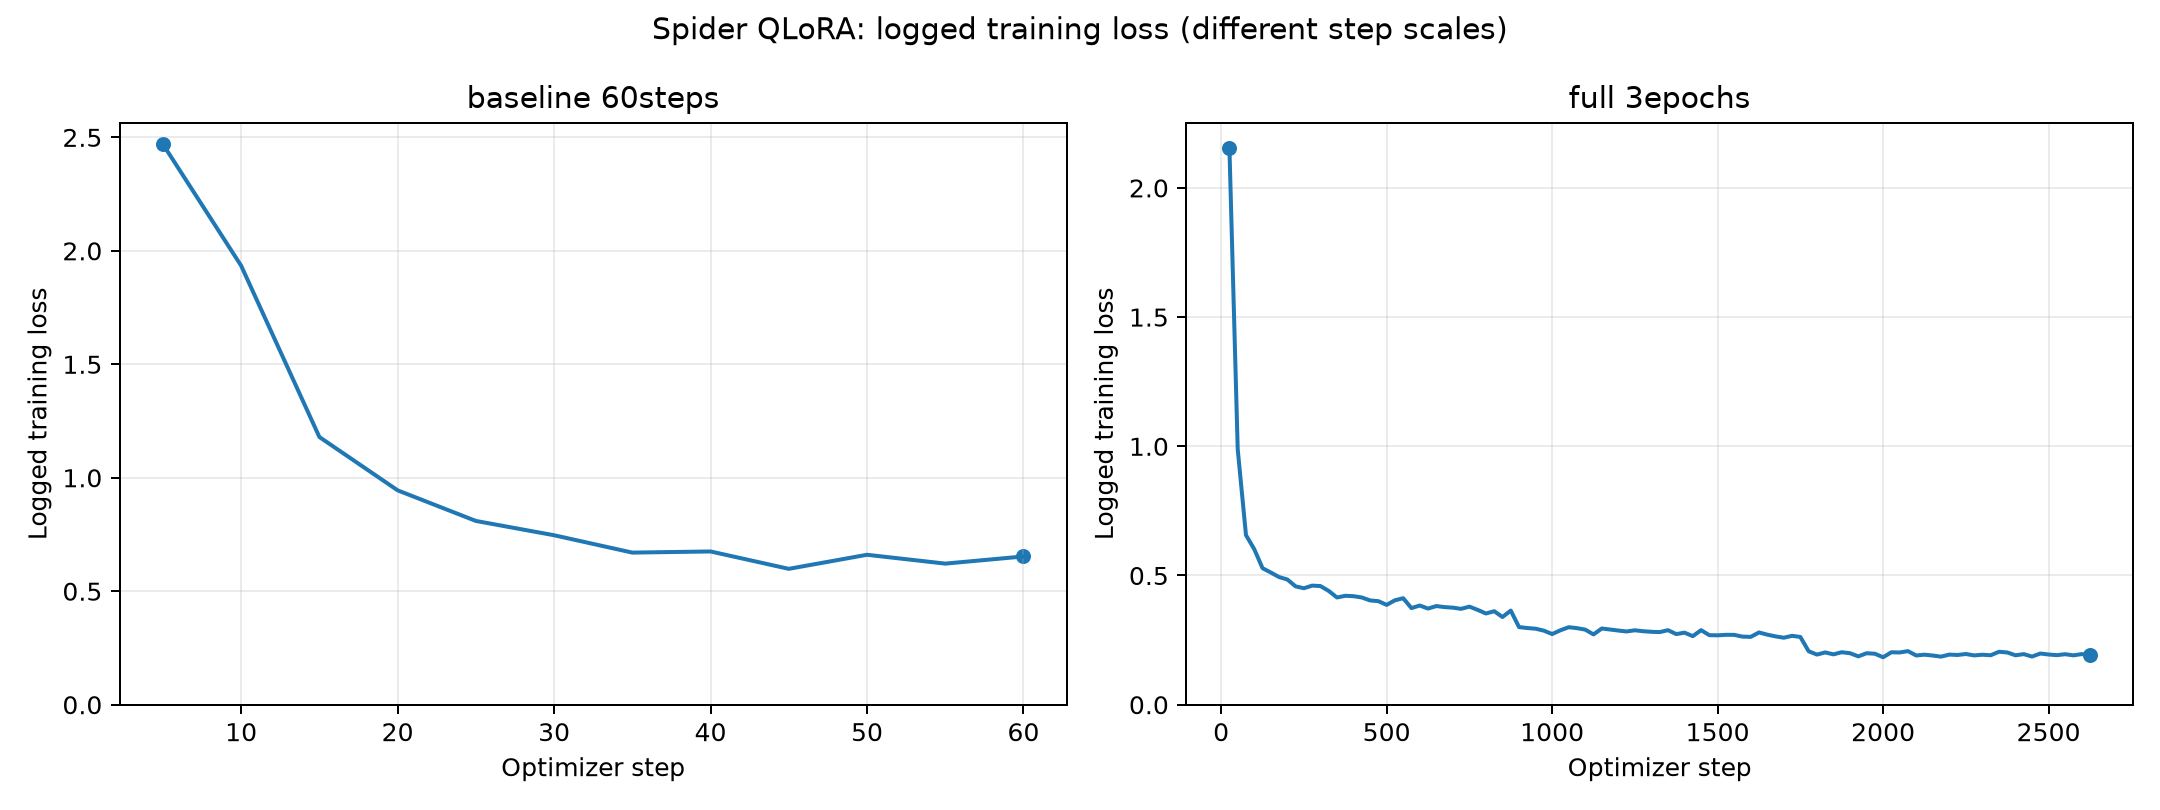 Spider QLoRA: logged training loss (different step scales)
baseline 60steps
2.5
2.0
1.5
1.0
0.5
0.0
Logged training loss
10 20 30 40 50 60
Optimizer step
full 3epochs
2.0
1.5
1.0
0.5
0.0
Logged training loss
0 500 1000 1500 2000 2500
Optimizer step